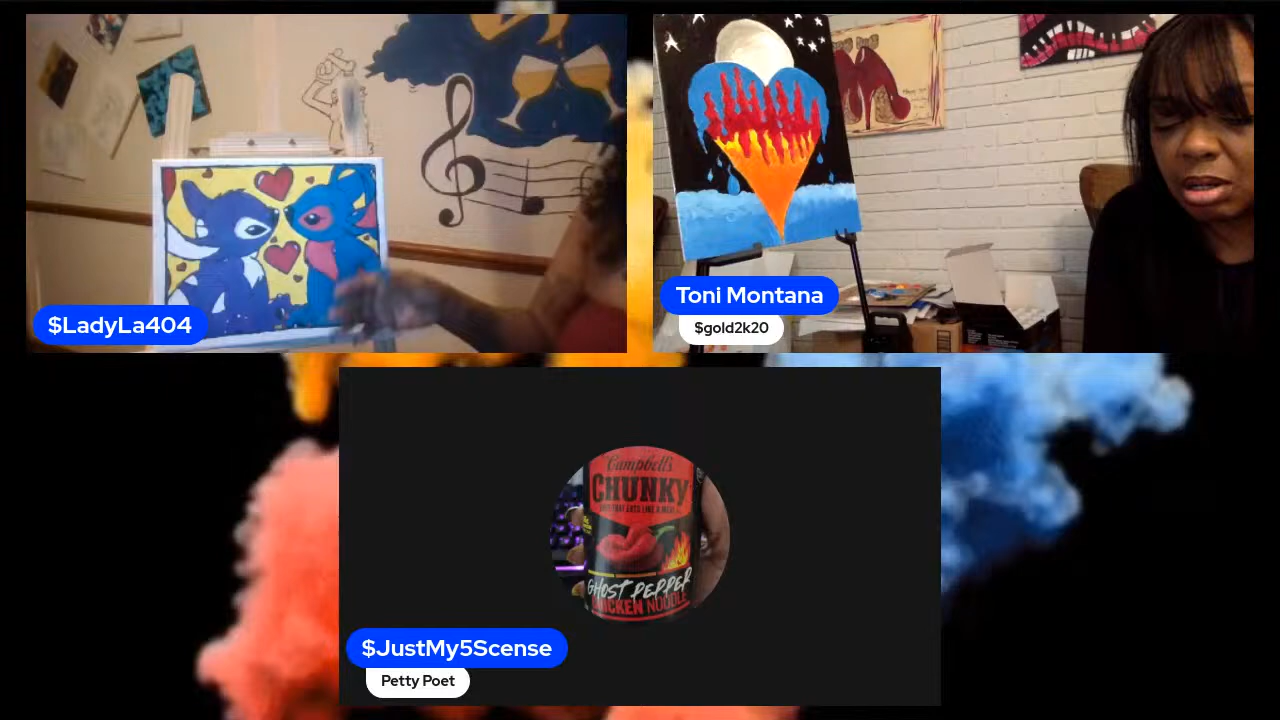 $LadyLa404
Toni Montana
$gold2k20
Campbell's
CHUNKY
GHOST PEPPER
CHICKEN NOODLE
$JustMy5Scense
Petty Poet